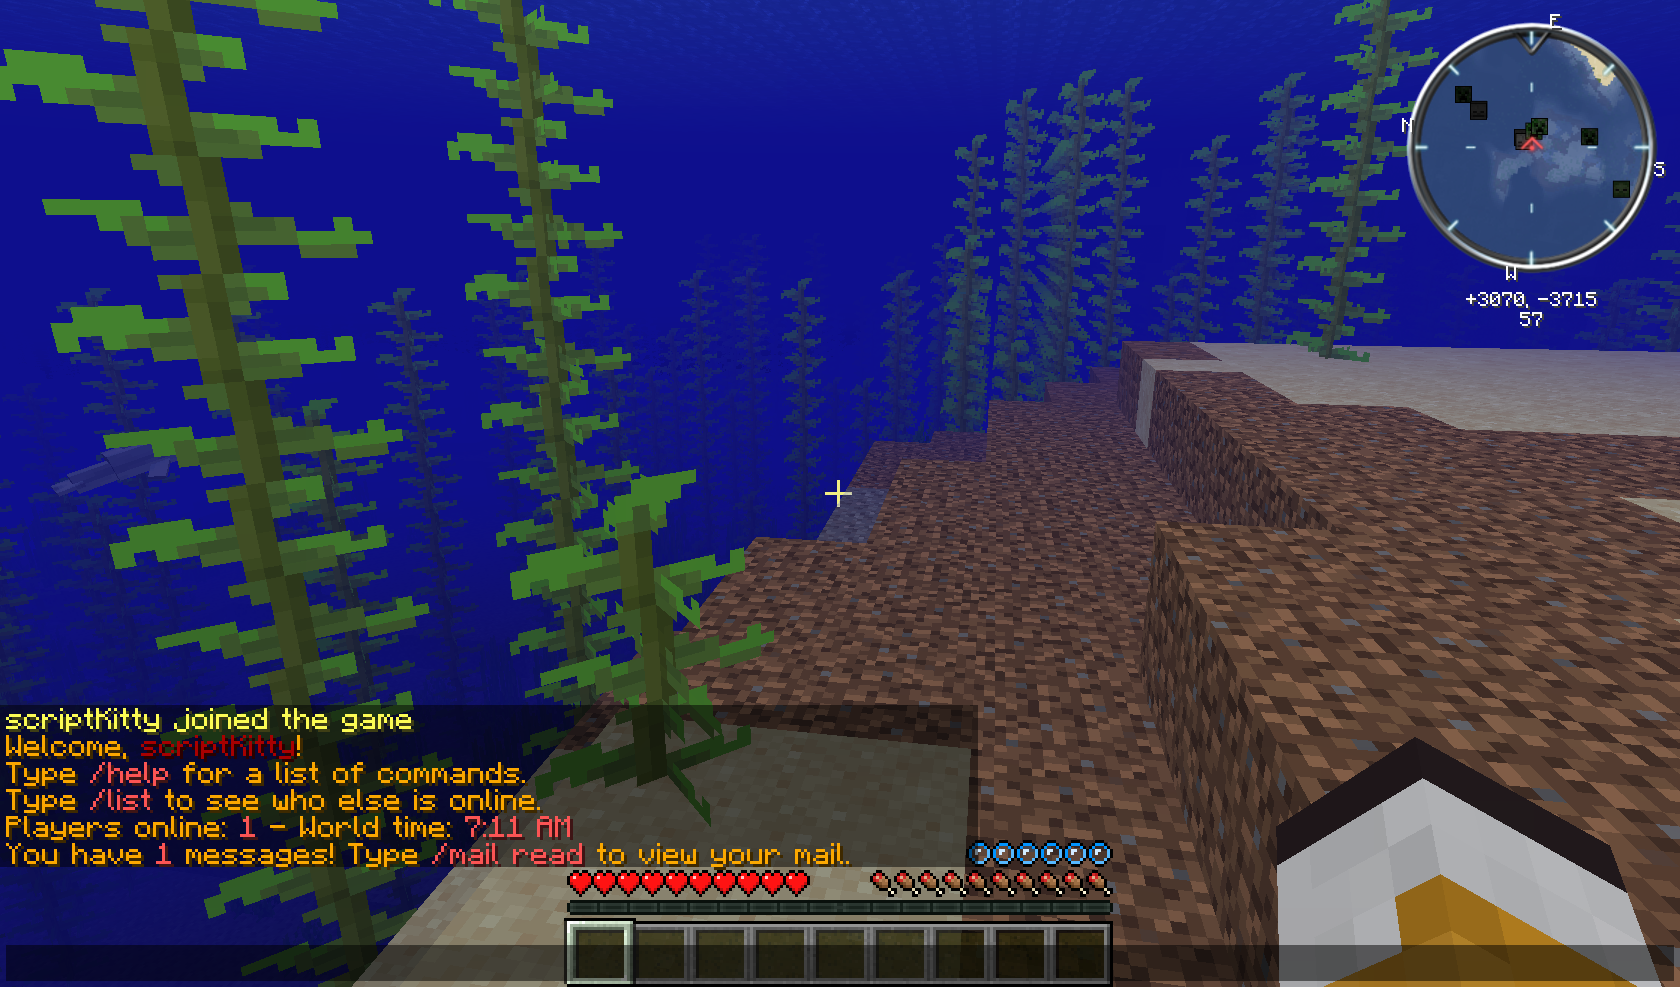 E
N
S
W
+3070, -3715
57
scriptKitty joined the game
Welcome, scriptKitty!
Type /help for a list of commands.
Type /list to see who else is online.
Players online: 1 - World time: 7:11 AM
You have 1 messages! Type /mail read to view your mail.